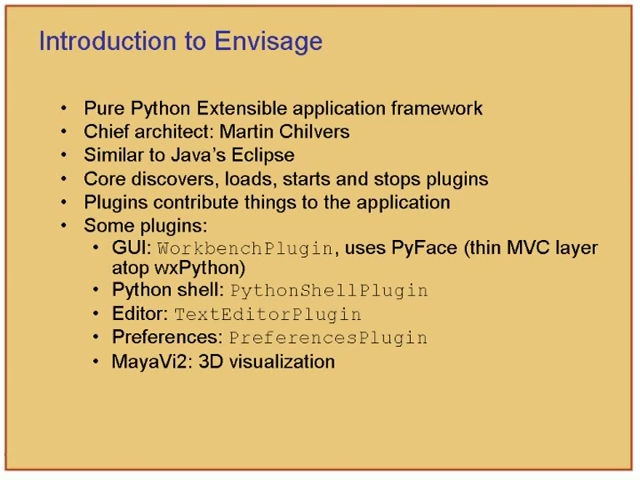 Introduction to Envisage
• Pure Python Extensible application framework
• Chief architect: Martin Chilvers
• Similar to Java's Eclipse
• Core discovers, loads, starts and stops plugins
• Plugins contribute things to the application
• Some plugins:
• GUI: WorkbenchPlugin, uses PyFace (thin MVC layer
atop wxPython)
• Python shell: PythonShellPlugin
• Editor: TextEditorPlugin
• Preferences: PreferencesPlugin
• MayaVi2: 3D visualization